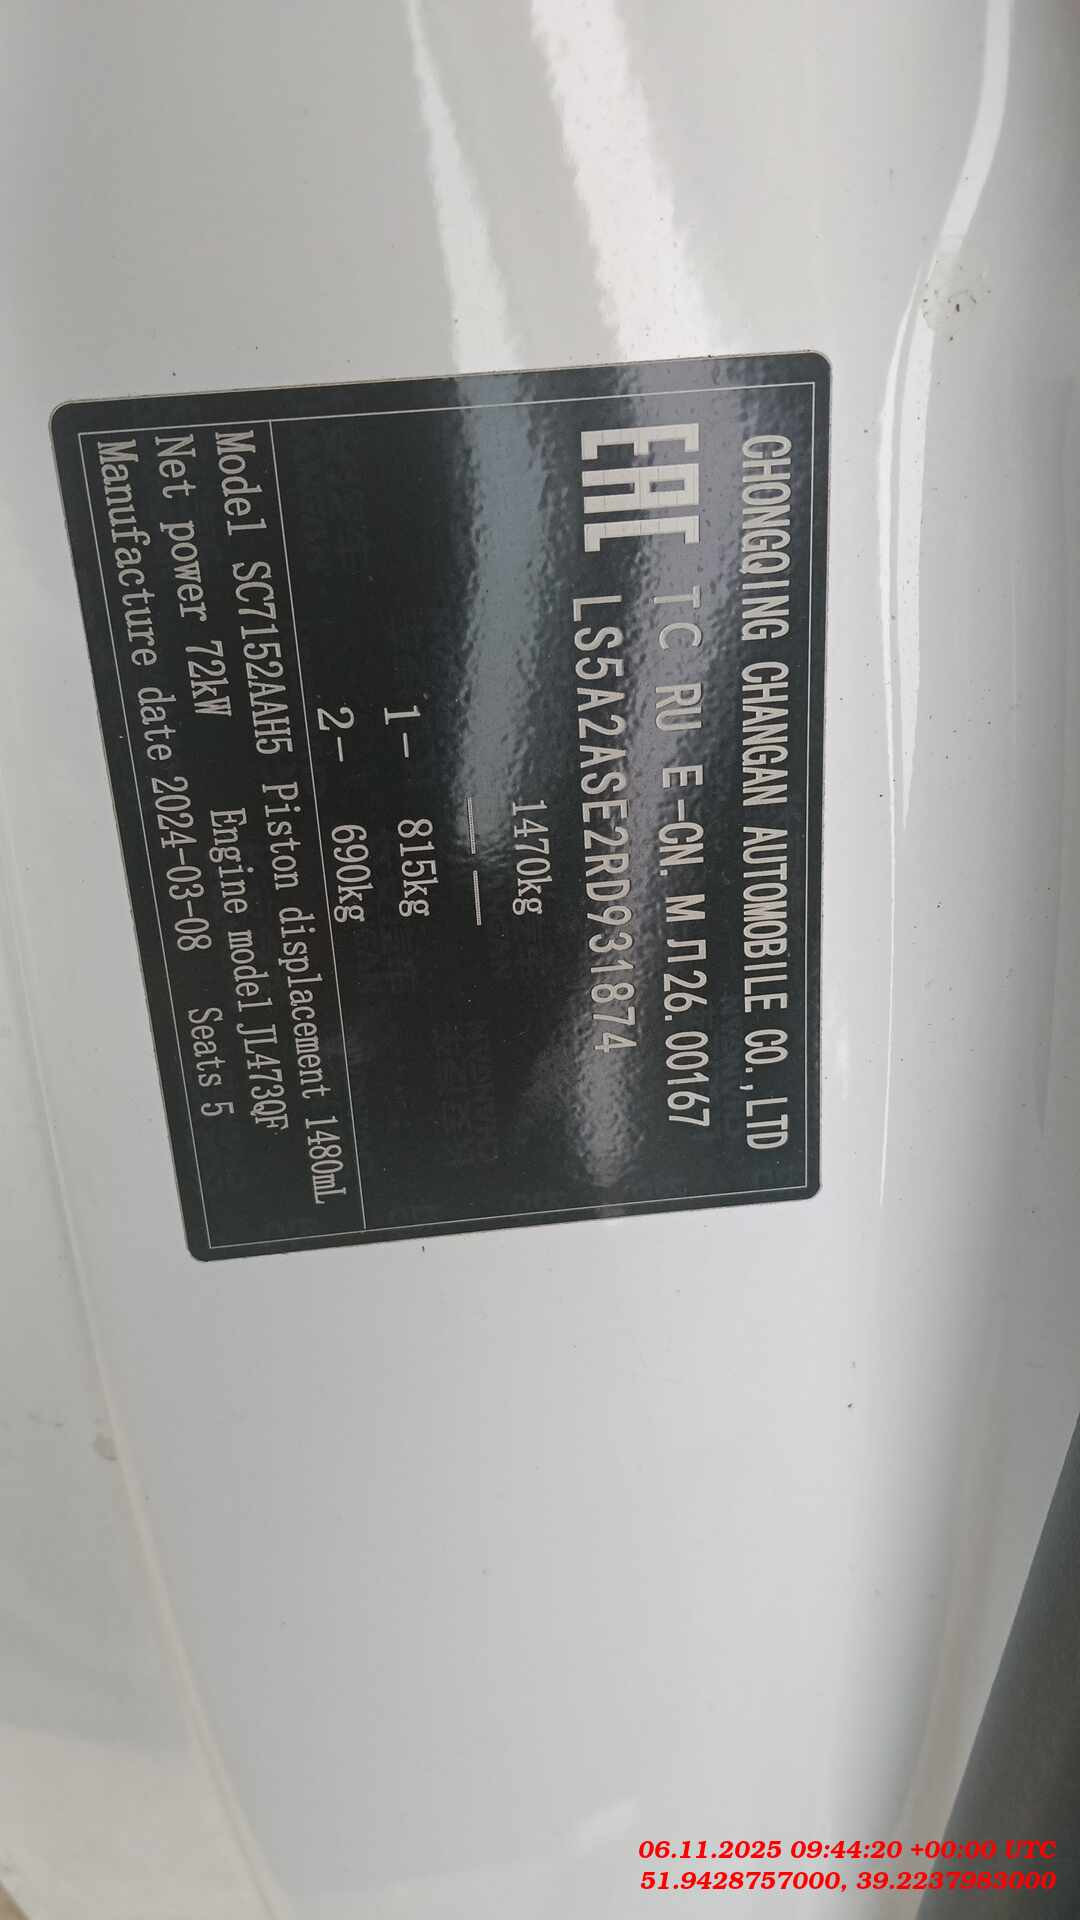 CHONGQING CHANGAN AUTOMOBILE CO.,LTD
EAC TC RU E-CN.МЛ26.00167
LS5A2ASE2RD931874
1470kg
— —
1- 815kg
2- 690kg
Model SC7152AAH5 Piston displacement 1480mL
Net power 72kW Engine model JL473QF
Manufacture date 2024-03-08 Seats 5
06.11.2025 09:44:20 +00:00 UTC
51.9428757000, 39.2237983000